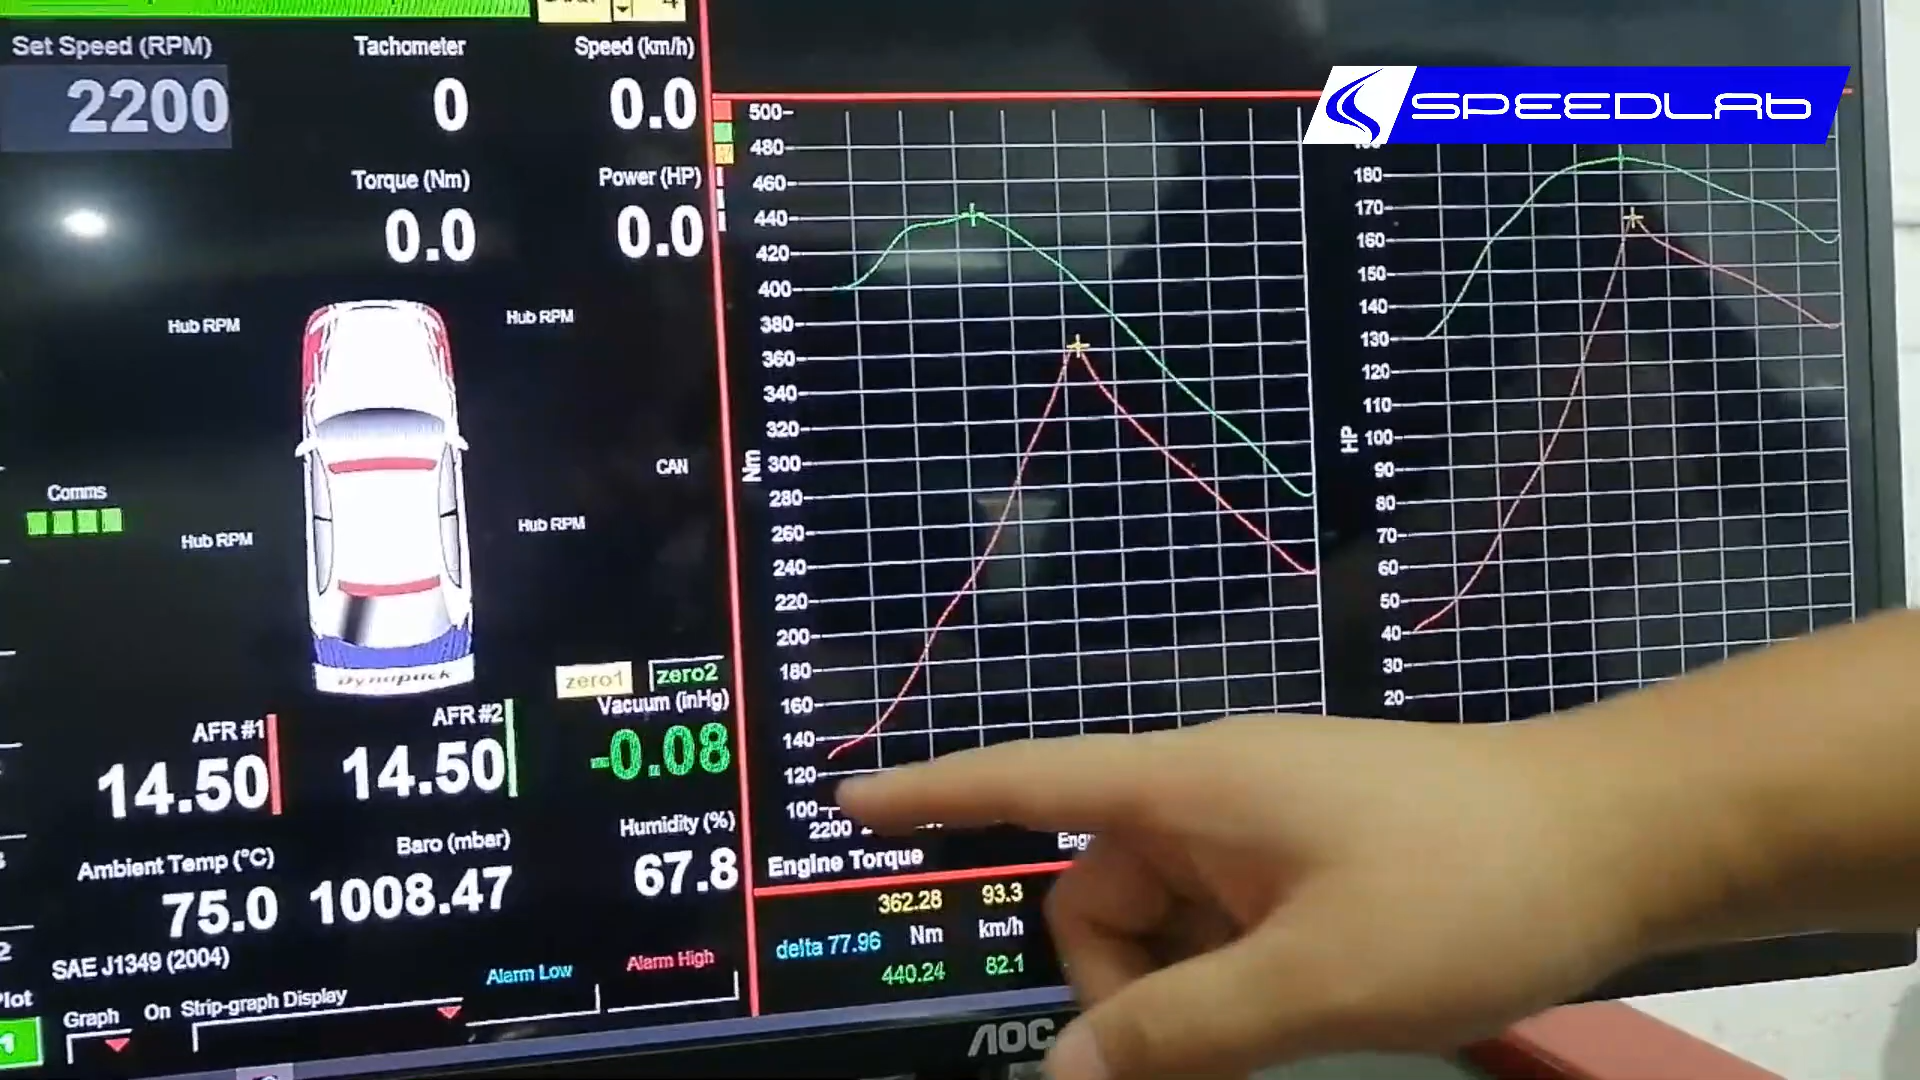 Set Speed (RPM) Tachometer Speed (km/h)
2200 0 0.0
Torque (Nm) Power (HP)
0.0 0.0
Hub RPM Hub RPM
CAN
Comms
Hub RPM Hub RPM
Dynapack
zero1 zero2
AFR #1 AFR #2 Vacuum (inHg)
14.50 14.50 -0.08
Ambient Temp (°C) Baro (mbar) Humidity (%)
75.0 1008.47 67.8
SAE J1349 (2004)
Alarm Low Alarm High
Graph On Strip-graph Display
500
480
460
440
420
400
380
360
340
320
300
280
260
240
220
200
180
160
140
120
100
Nm
2200
Engine Torque
362.28 93.3
delta 77.96 Nm km/h
440.24 82.1
SPEEDLAb
180
170
160
150
140
130
120
110
100
90
80
70
60
50
40
30
20
HP
AOC